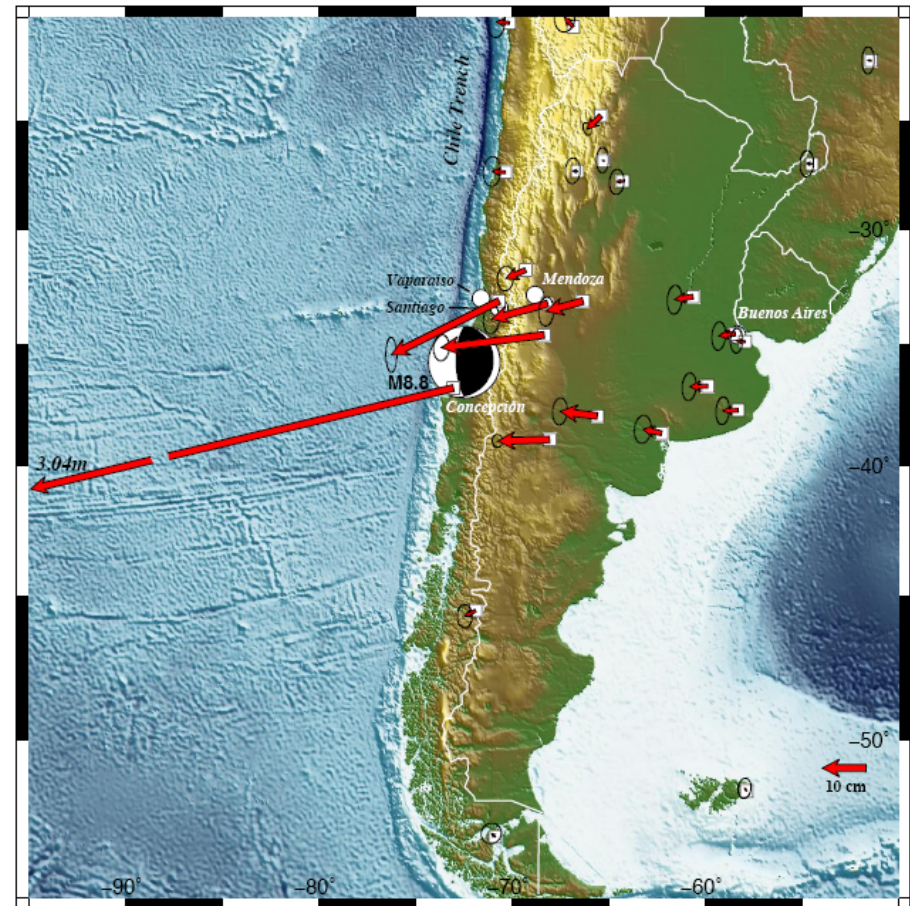 Chile Trench
−30°
Vaparaiso
Mendoza
Santiago
Buenos Aires
M8.8
Concepción
3.04m
−40°
−50°
10 cm
−90°
−80°
−70°
−60°